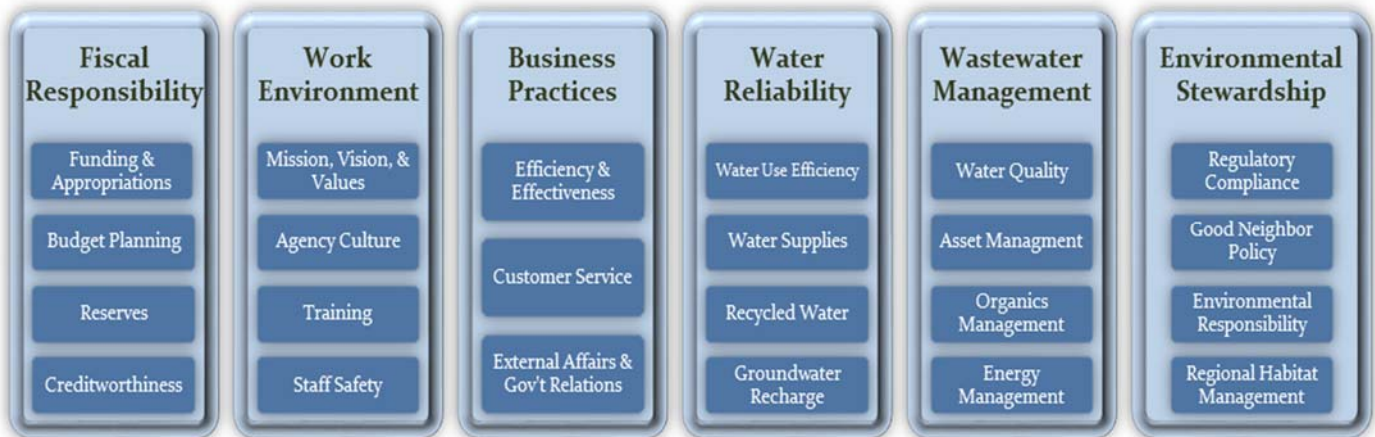 Fiscal
Responsibility
Funding &
Appropriations
Budget Planning
Reserves
Creditworthiness
Work
Environment
Mission, Vision, &
Values
Agency Culture
Training
Staff Safety
Business
Practices
Efficiency &
Effectiveness
Customer Service
External Affairs &
Gov't Relations
Water
Reliability
Water Use Efficiency
Water Supplies
Recycled Water
Groundwater
Recharge
Wastewater
Management
Water Quality
Asset Managment
Organics
Management
Energy
Management
Environmental
Stewardship
Regulatory
Compliance
Good Neighbor
Policy
Environmental
Responsibility
Regional Habitat
Management